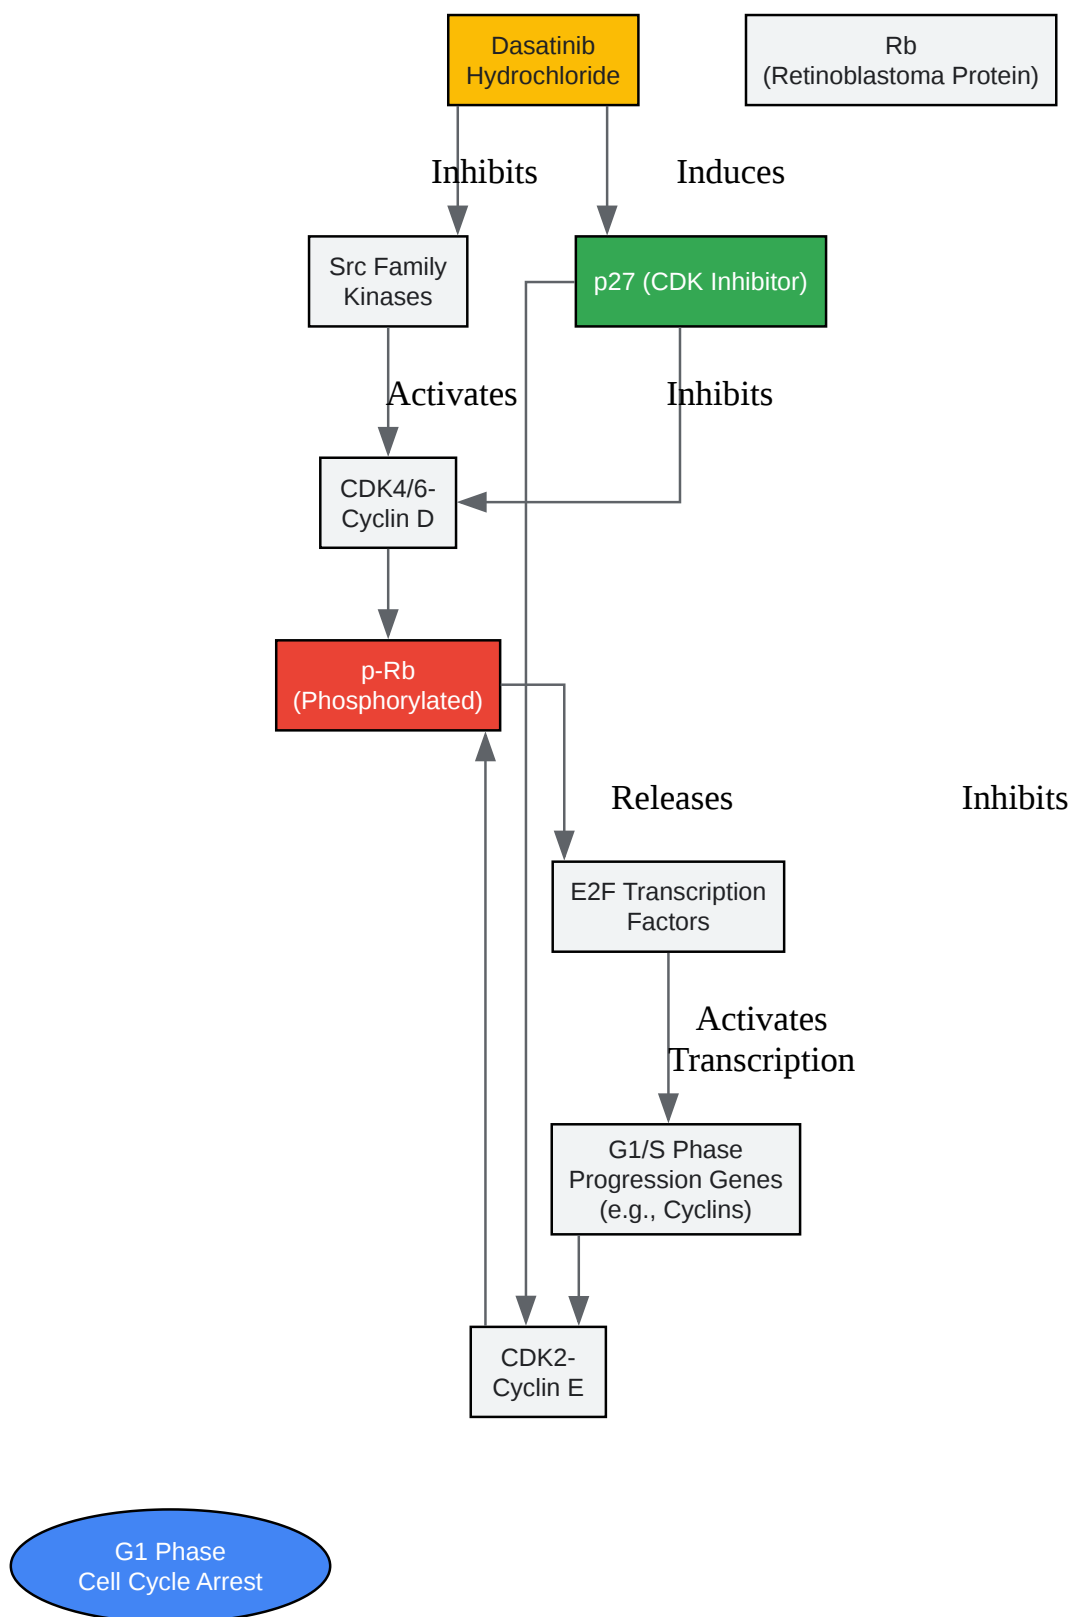 Dasatinib
Hydrochloride
Rb
(Retinoblastoma Protein)
Inhibits
Induces
Src Family
Kinases
p27 (CDK Inhibitor)
Activates
Inhibits
CDK4/6-
Cyclin D
p-Rb
(Phosphorylated)
Releases
Inhibits
E2F Transcription
Factors
Activates
Transcription
G1/S Phase
Progression Genes
(e.g., Cyclins)
CDK2-
Cyclin E
G1 Phase
Cell Cycle Arrest